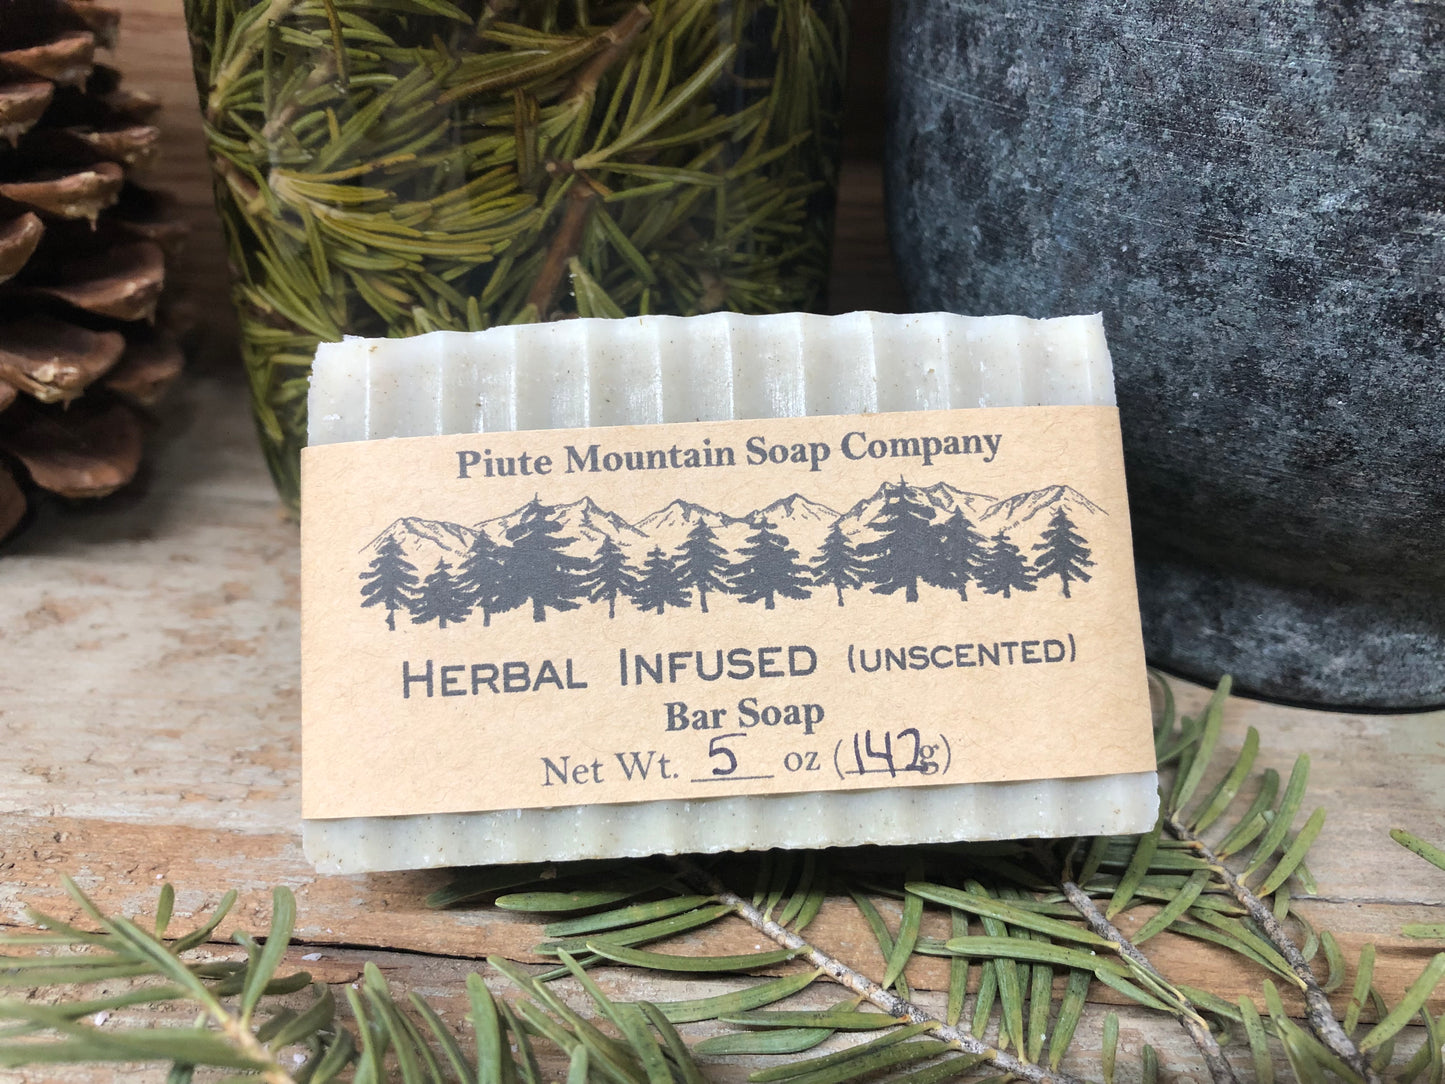 Piute Mountain Soap Company
HERBAL INFUSED (UNSCENTED)
Bar Soap
Net Wt. 5 oz (142g)